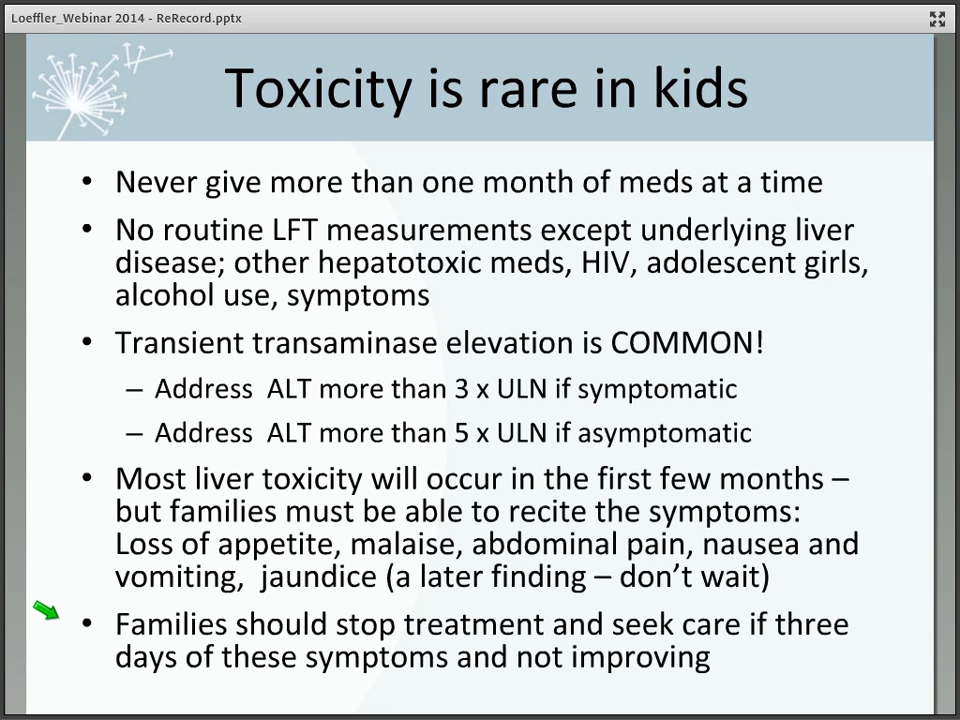 Loeffler_Webinar 2014 - ReRecord.pptx
Toxicity is rare in kids
• Never give more than one month of meds at a time
• No routine LFT measurements except underlying liver
disease; other hepatotoxic meds, HIV, adolescent girls,
alcohol use, symptoms
• Transient transaminase elevation is COMMON!
– Address  ALT more than 3 x ULN if symptomatic
– Address  ALT more than 5 x ULN if asymptomatic
• Most liver toxicity will occur in the first few months –
but families must be able to recite the symptoms:
Loss of appetite, malaise, abdominal pain, nausea and
vomiting,  jaundice (a later finding – don’t wait)
• Families should stop treatment and seek care if three
days of these symptoms and not improving